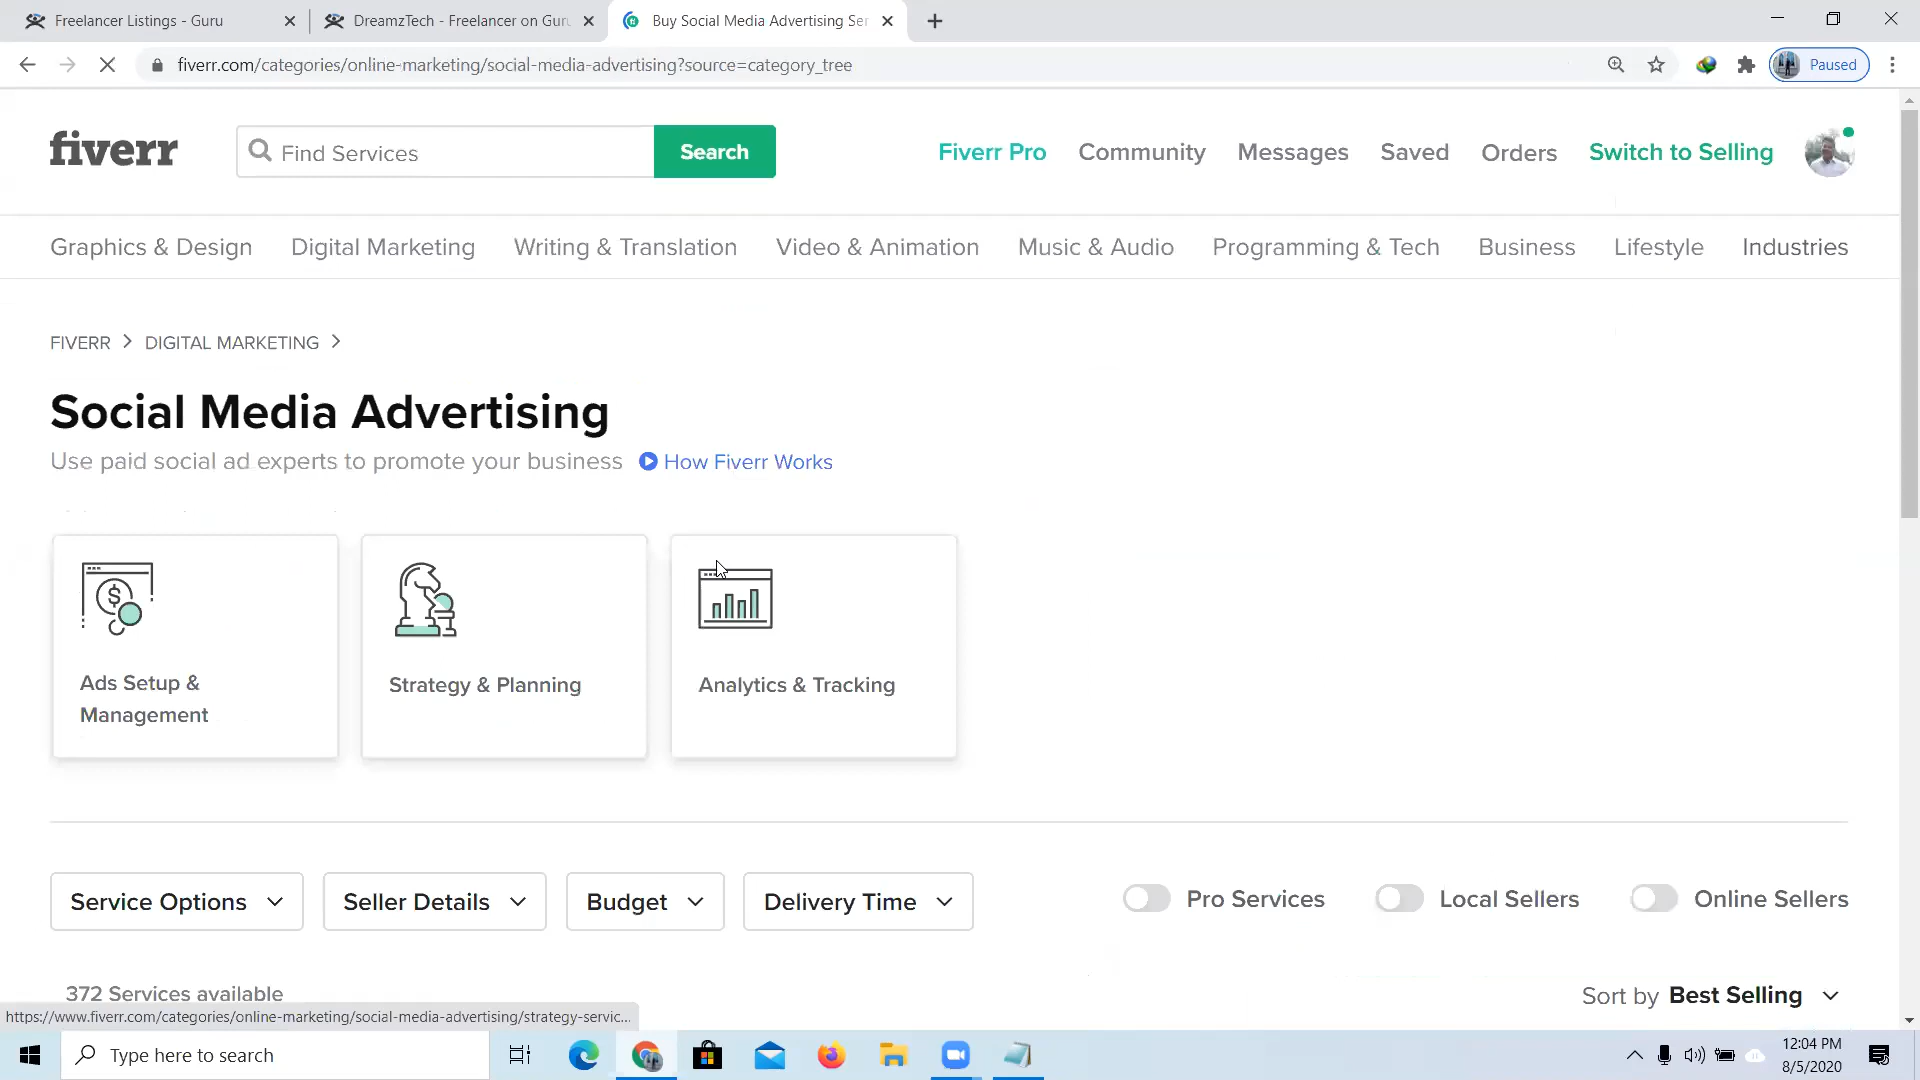 Freelancer Listings - Guru
DreamzTech - Freelancer on Guru
Buy Social Media Advertising Ser
fiverr.com/categories/online-marketing/social-media-advertising?source=category_tree
Paused
fiverr
Find Services
Search
Fiverr Pro
Community
Messages
Saved
Orders
Switch to Selling
Graphics & Design
Digital Marketing
Writing & Translation
Video & Animation
Music & Audio
Programming & Tech
Business
Lifestyle
Industries
FIVERR > DIGITAL MARKETING >
Social Media Advertising
Use paid social ad experts to promote your business
How Fiverr Works
Ads Setup &
Management
Strategy & Planning
Analytics & Tracking
Service Options
Seller Details
Budget
Delivery Time
Pro Services
Local Sellers
Online Sellers
372 Services available
Sort by Best Selling
https://www.fiverr.com/categories/online-marketing/social-media-advertising/strategy-servic...
Type here to search
12:04 PM
8/5/2020